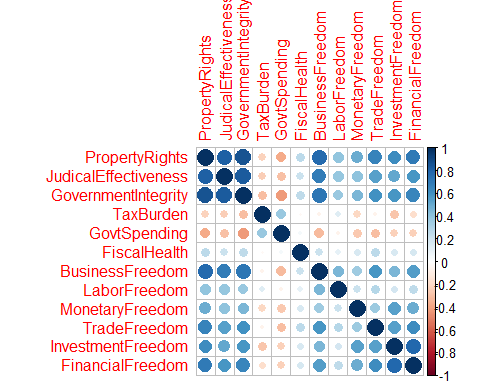 PropertyRights
JudicalEffectiveness
GovernmentIntegrity
TaxBurden
GovtSpending
FiscalHealth
BusinessFreedom
LaborFreedom
MonetaryFreedom
TradeFreedom
InvestmentFreedom
FinancialFreedom
PropertyRights
JudicalEffectiveness
GovernmentIntegrity
TaxBurden
GovtSpending
FiscalHealth
BusinessFreedom
LaborFreedom
MonetaryFreedom
TradeFreedom
InvestmentFreedom
FinancialFreedom
1
0.8
0.6
0.4
0.2
0
-0.2
-0.4
-0.6
-0.8
-1